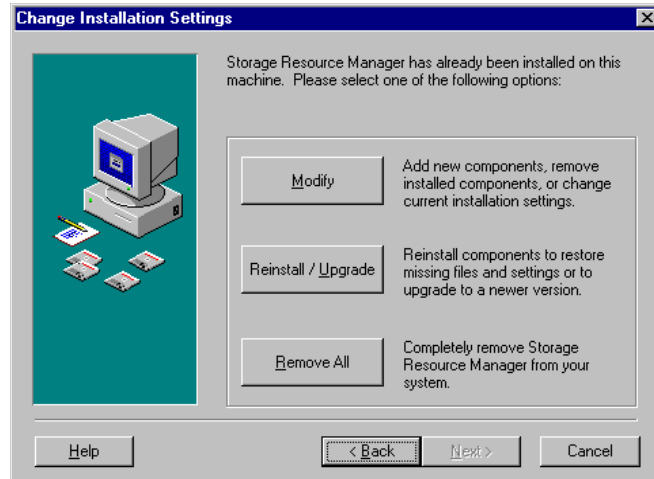 Change Installation Settings
Storage Resource Manager has already been installed on this
machine. Please select one of the following options:
Modify
Add new components, remove
installed components, or change
current installation settings.
Reinstall / Upgrade
Reinstall components to restore
missing files and settings or to
upgrade to a newer version.
Remove All
Completely remove Storage
Resource Manager from your
system.
Help
< Back
Next >
Cancel